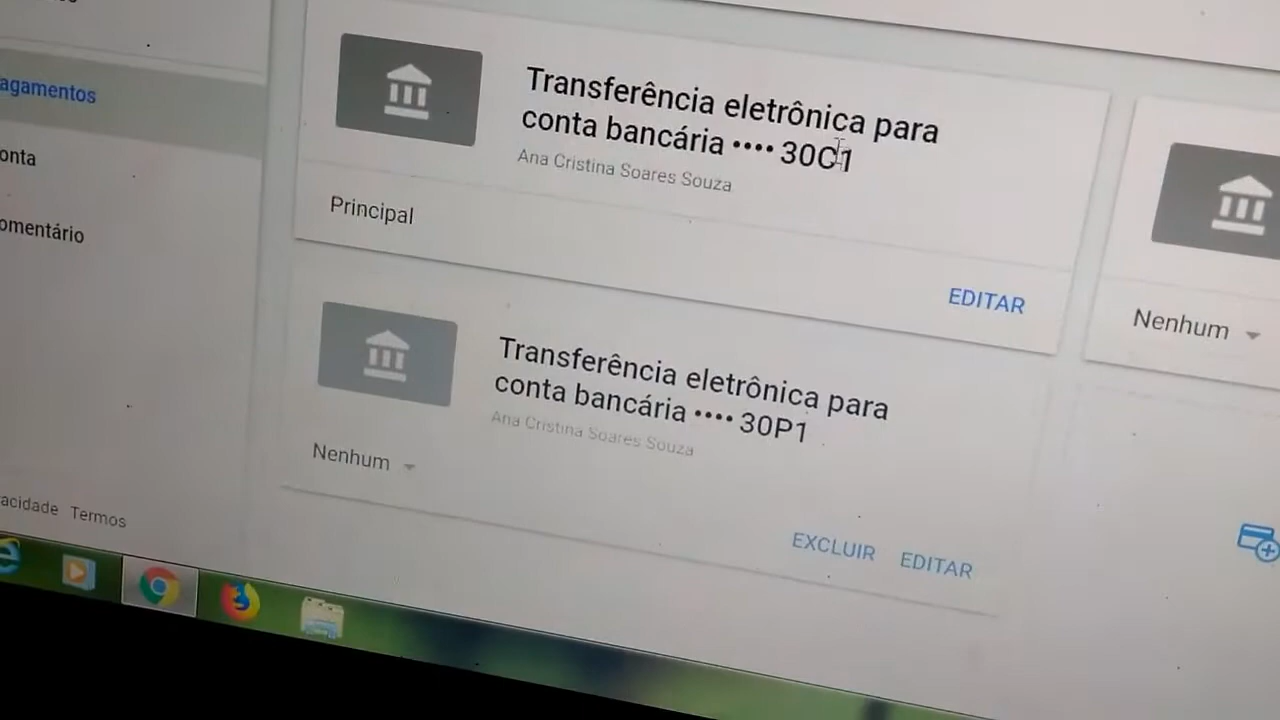 agamentos
onta
omentário
acidade Termos
Transferência eletrônica para
conta bancária •••• 30C1
Ana Cristina Soares Souza
Principal
EDITAR
Transferência eletrônica para
conta bancária •••• 30P1
Ana Cristina Soares Souza
Nenhum
EXCLUIR EDITAR
Nenhum